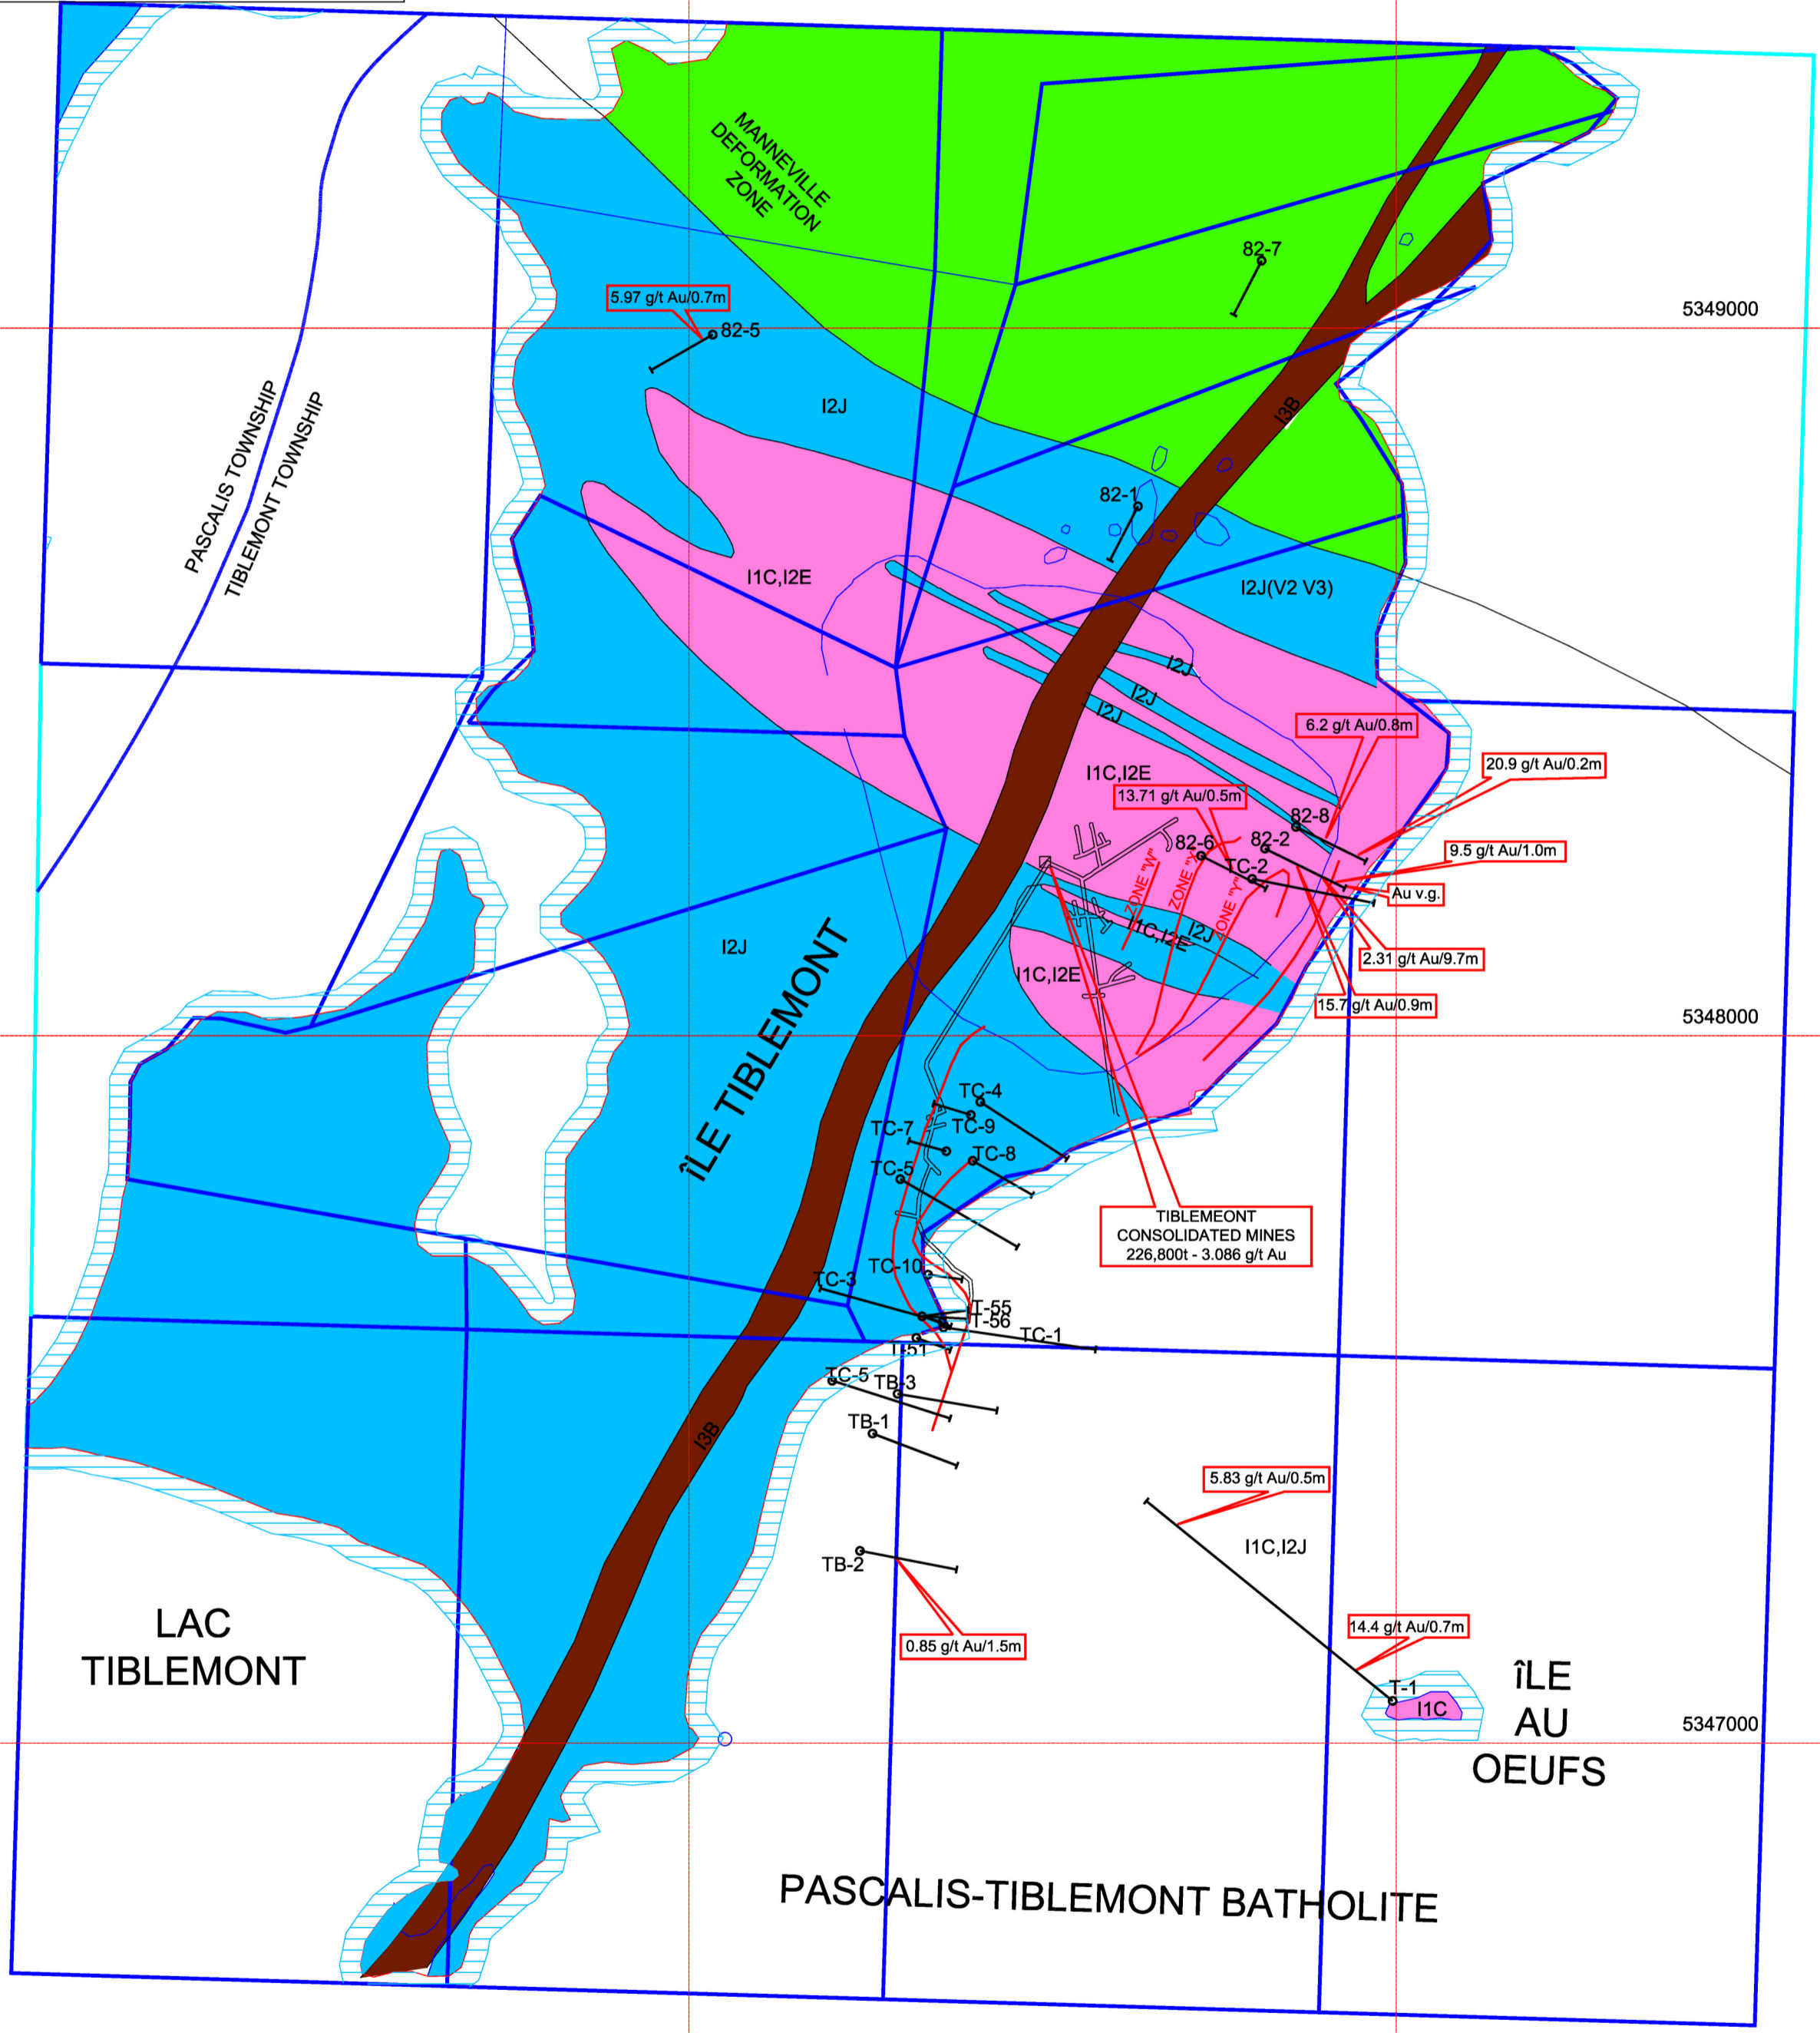 MANNEVILLE
DEFORMATION
ZONE
82-7
5349000
5.97 g/t Au/0.7m
82-5
PASCALIS TOWNSHIP
TIBLEMONT TOWNSHIP
I2J
I3B
82-1
I1C,I2E
I2J(V2 V3)
I2J
I2J
I2J
6.2 g/t Au/0.8m
20.9 g/t Au/0.2m
I1C,I2E
13.71 g/t Au/0.5m
82-8
82-2
82-6
TC-2
9.5 g/t Au/1.0m
Au v.g.
ZONE "W"
ZONE "X"
ZONE "Y"
I2J
I1C,I2E
I2J
I1C,I2E
2.31 g/t Au/9.7m
15.7 g/t Au/0.9m
5348000
îLE TIBLEMONT
TC-4
TC-9
TC-7
TC-8
TC-5
TIBLEMEONT
CONSOLIDATED MINES
226,800t - 3.086 g/t Au
TC-10
TC-3
T-55
T-56
TC-1
T-51
TC-5
TB-3
TB-1
I3B
5.83 g/t Au/0.5m
I1C,I2J
TB-2
0.85 g/t Au/1.5m
14.4 g/t Au/0.7m
LAC
TIBLEMONT
T-1
I1C
îLE
AU
OEUFS
5347000
PASCALIS-TIBLEMONT BATHOLITE